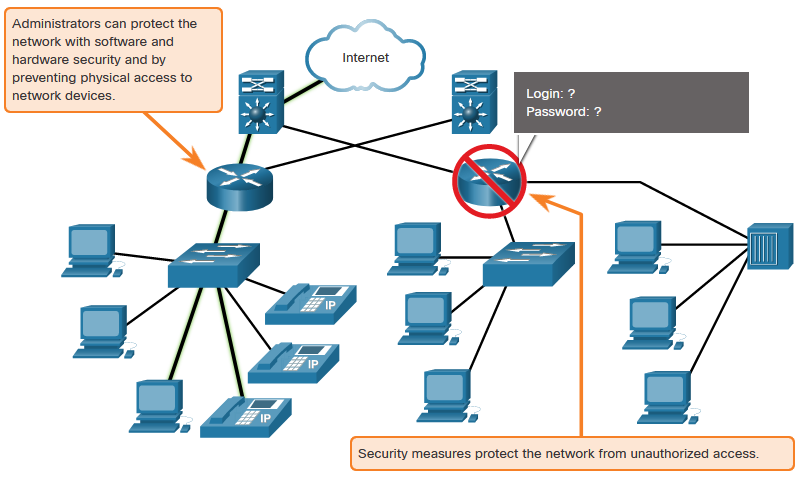 Administrators can protect the
network with software and
hardware security and by
preventing physical access to
network devices.
Internet
Login: ?
Password: ?
IP
IP
IP
Security measures protect the network from unauthorized access.